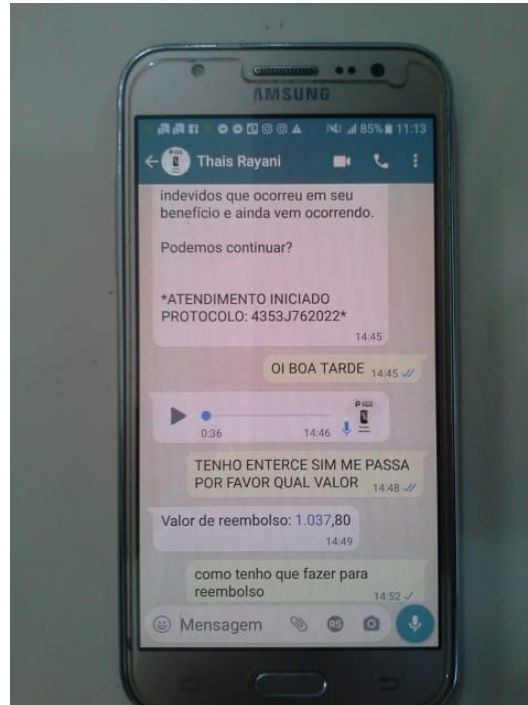 AMSUNG
85% 11:13
Thais Rayani
indevidos que ocorreu em seu
benefício e ainda vem ocorrendo.
Podemos continuar?
*ATENDIMENTO INICIADO
PROTOCOLO: 4353J762022*
14:45
OI BOA TARDE 14:45
0:36 14:46
TENHO ENTERCE SIM ME PASSA
POR FAVOR QUAL VALOR 14:48
Valor de reembolso: 1.037,80
14:49
como tenho que fazer para
reembolso 14:52
Mensagem